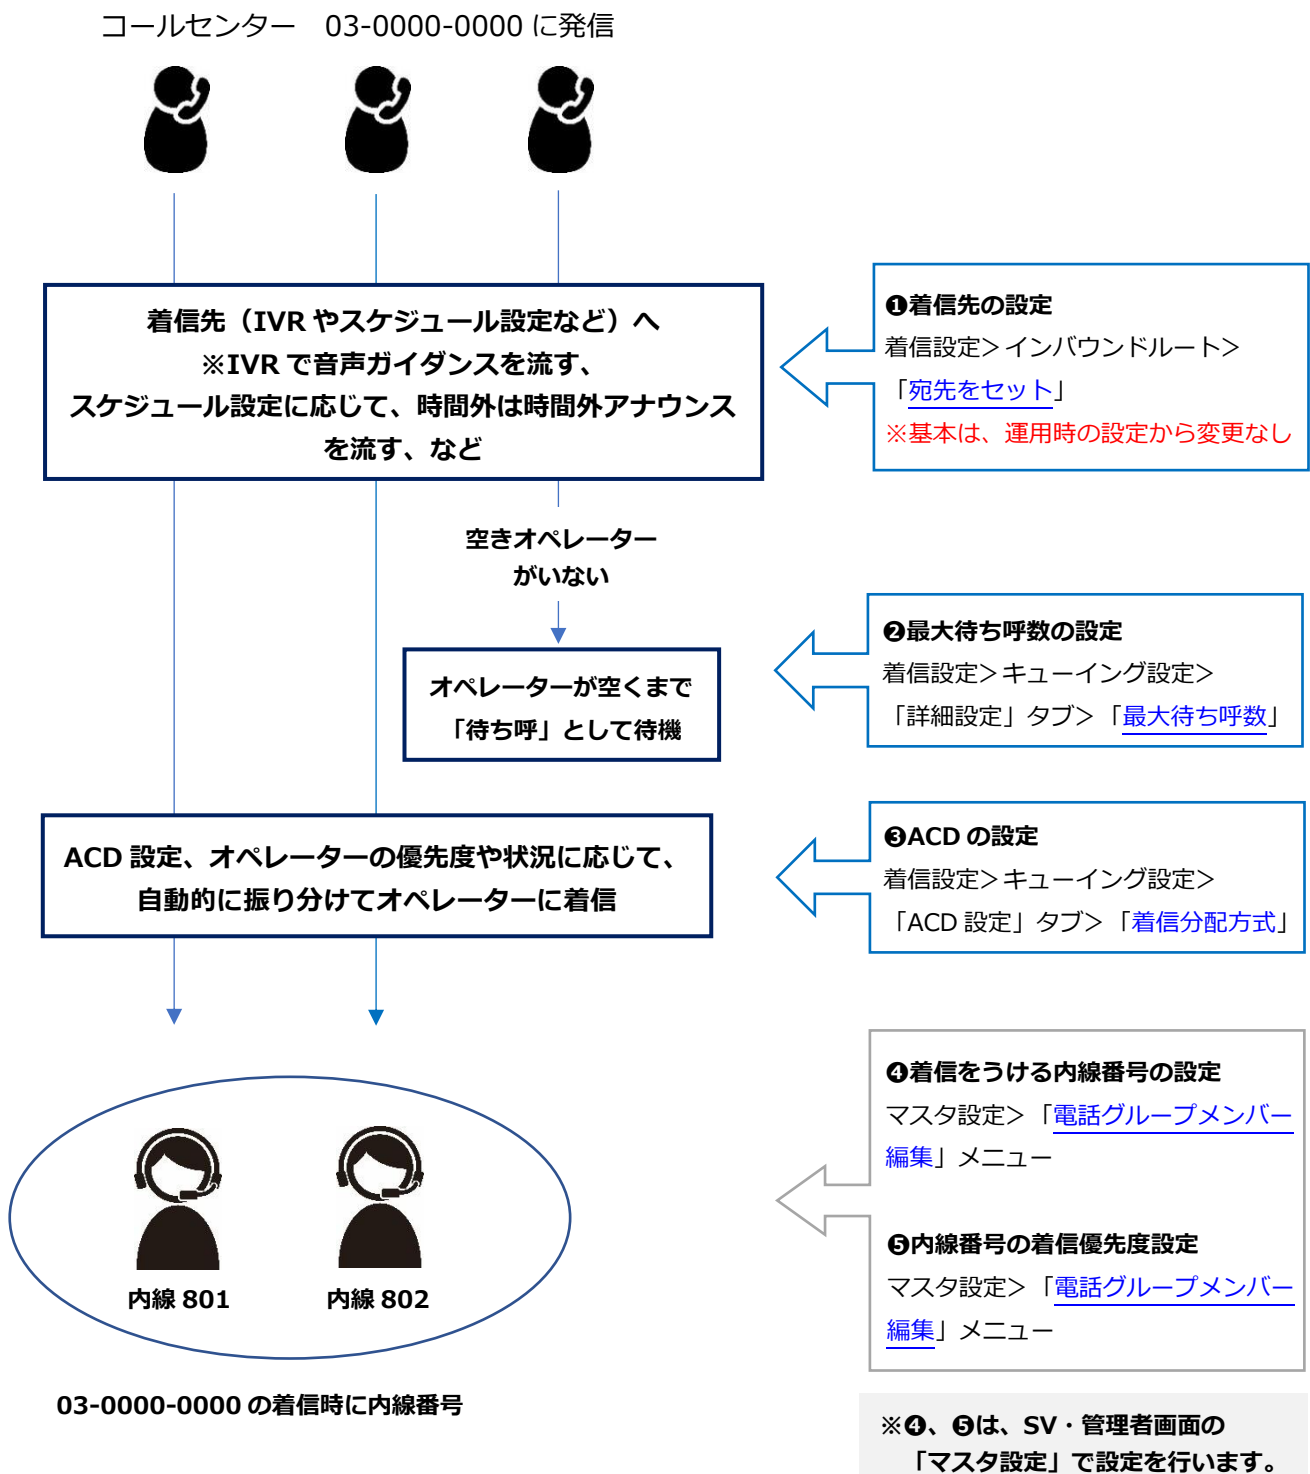 コールセンター　03-0000-0000 に発信
着信先（IVR やスケジュール設定など）へ
※IVR で音声ガイダンスを流す、
スケジュール設定に応じて、時間外は時間外アナウンス
を流す、など
❶着信先の設定
着信設定＞インバウンドルート＞
「宛先をセット」
※基本は、運用時の設定から変更なし
空きオペレーター
がいない
オペレーターが空くまで
「待ち呼」として待機
❷最大待ち呼数の設定
着信設定＞キューイング設定＞
「詳細設定」タブ＞「最大待ち呼数」
ACD 設定、オペレーターの優先度や状況に応じて、
自動的に振り分けてオペレーターに着信
❸ACD の設定
着信設定＞キューイング設定＞
「ACD 設定」タブ＞「着信分配方式」
❹着信をうける内線番号の設定
マスタ設定＞「電話グループメンバー
編集」メニュー
❺内線番号の着信優先度設定
マスタ設定＞「電話グループメンバー
編集」メニュー
内線 801
内線 802
03-0000-0000 の着信時に内線番号
※❹、❺は、SV・管理者画面の
「マスタ設定」で設定を行います。